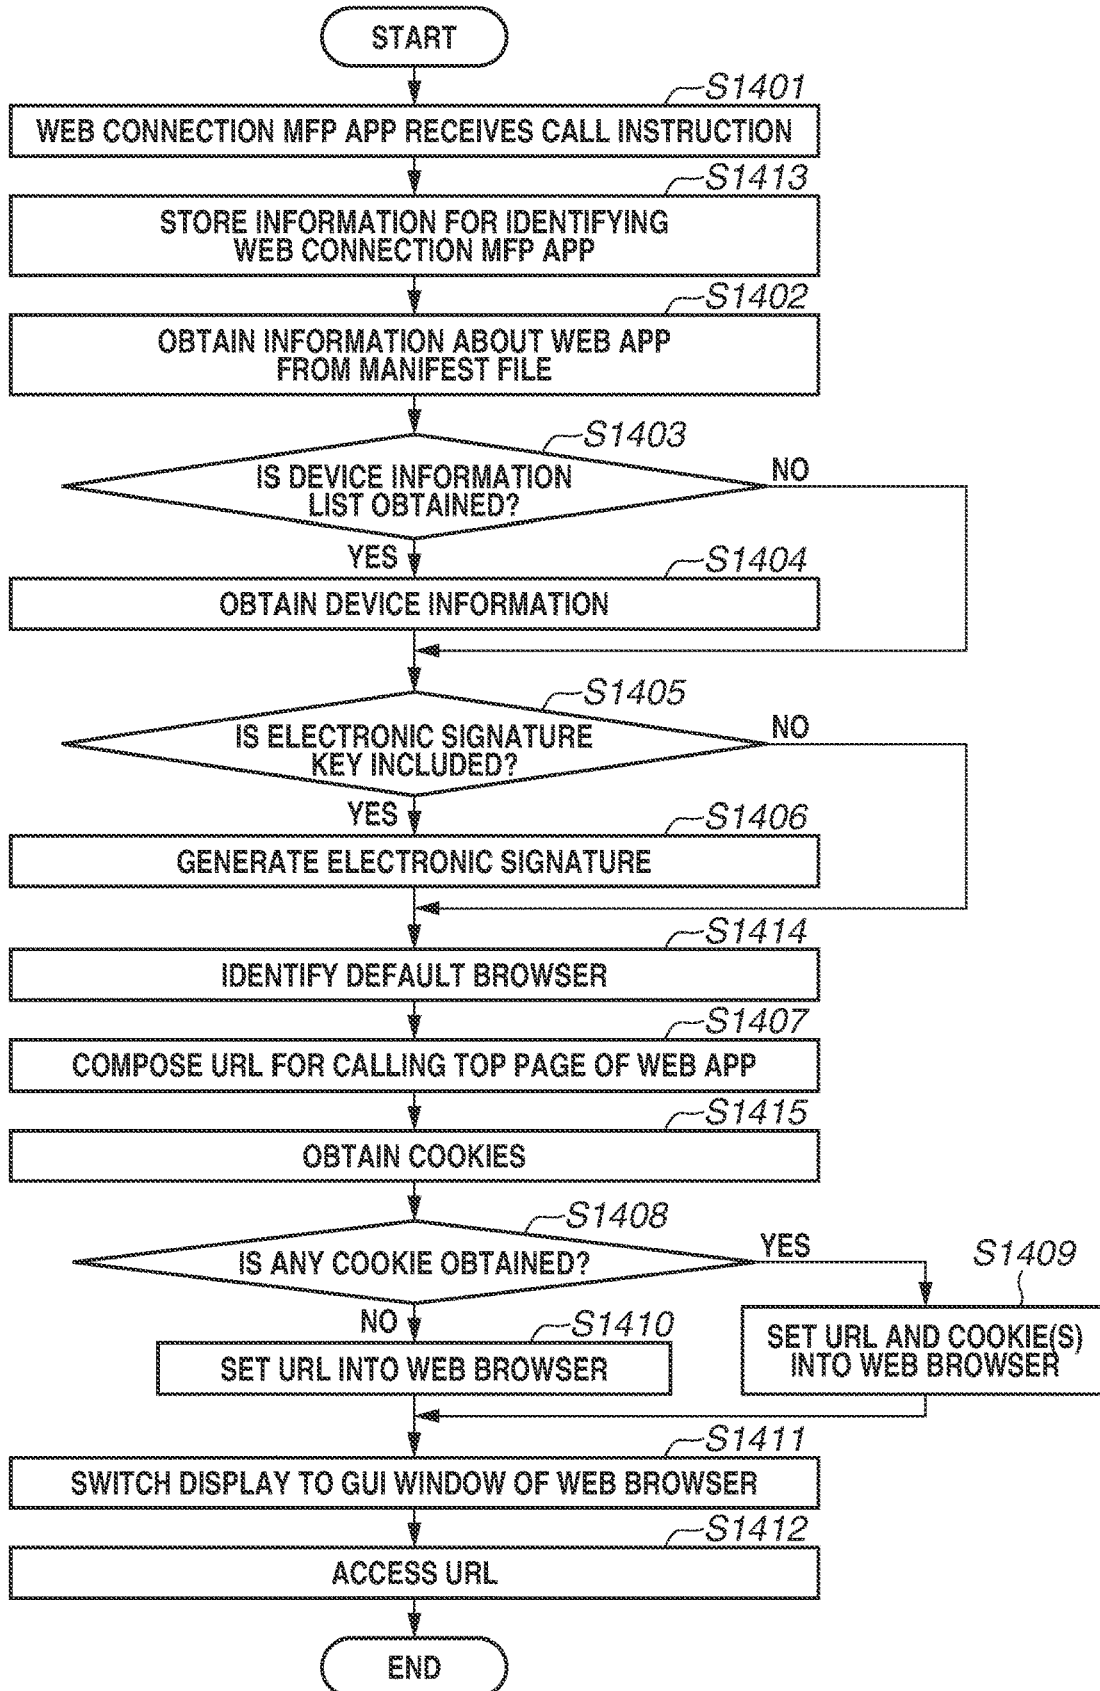 START
S1401
WEB CONNECTION MFP APP RECEIVES CALL INSTRUCTION
S1413
STORE INFORMATION FOR IDENTIFYING
WEB CONNECTION MFP APP
S1402
OBTAIN INFORMATION ABOUT WEB APP
FROM MANIFEST FILE
S1403
IS DEVICE INFORMATION
LIST OBTAINED?
NO
YES
S1404
OBTAIN DEVICE INFORMATION
S1405
IS ELECTRONIC SIGNATURE
KEY INCLUDED?
NO
YES
S1406
GENERATE ELECTRONIC SIGNATURE
S1414
IDENTIFY DEFAULT BROWSER
S1407
COMPOSE URL FOR CALLING TOP PAGE OF WEB APP
S1415
OBTAIN COOKIES
S1408
IS ANY COOKIE OBTAINED?
YES
S1409
NO
S1410
SET URL INTO WEB BROWSER
SET URL AND COOKIE(S)
INTO WEB BROWSER
S1411
SWITCH DISPLAY TO GUI WINDOW OF WEB BROWSER
S1412
ACCESS URL
END